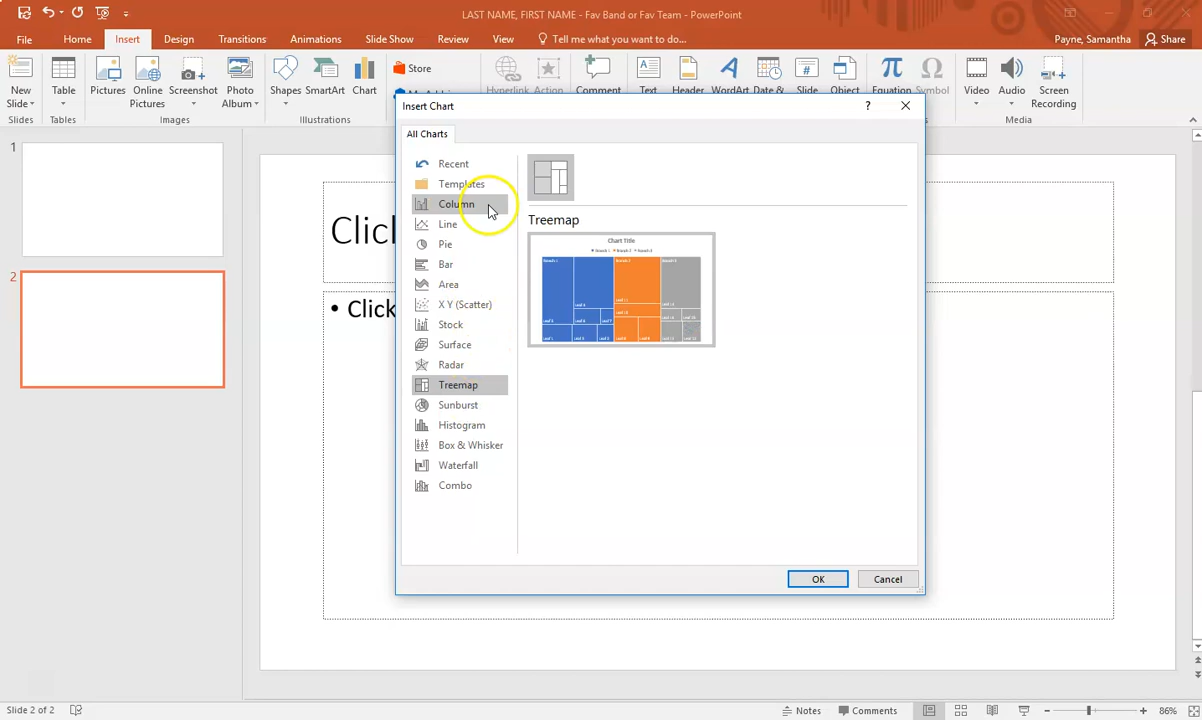 LAST NAME, FIRST NAME - Fav Band or Fav Team - PowerPoint
File Home Insert Design Transitions Animations Slide Show Review View Tell me what you want to do... Payne, Samantha Share
New Slide Table Pictures Online Pictures Screenshot Photo Album Shapes SmartArt Chart Store Hyperlink Action Comment Text Header WordArt Date & Slide Object Equation Symbol Video Audio Screen Recording
Slides Tables Images Illustrations Media
Insert Chart ?
All Charts
Recent
Templates
Column
Line
Pie
Bar
Area
X Y (Scatter)
Stock
Surface
Radar
Treemap
Sunburst
Histogram
Box & Whisker
Waterfall
Combo
Treemap
Chart Title
OK Cancel
1
2
Click
• Click
Slide 2 of 2 Notes Comments 86%